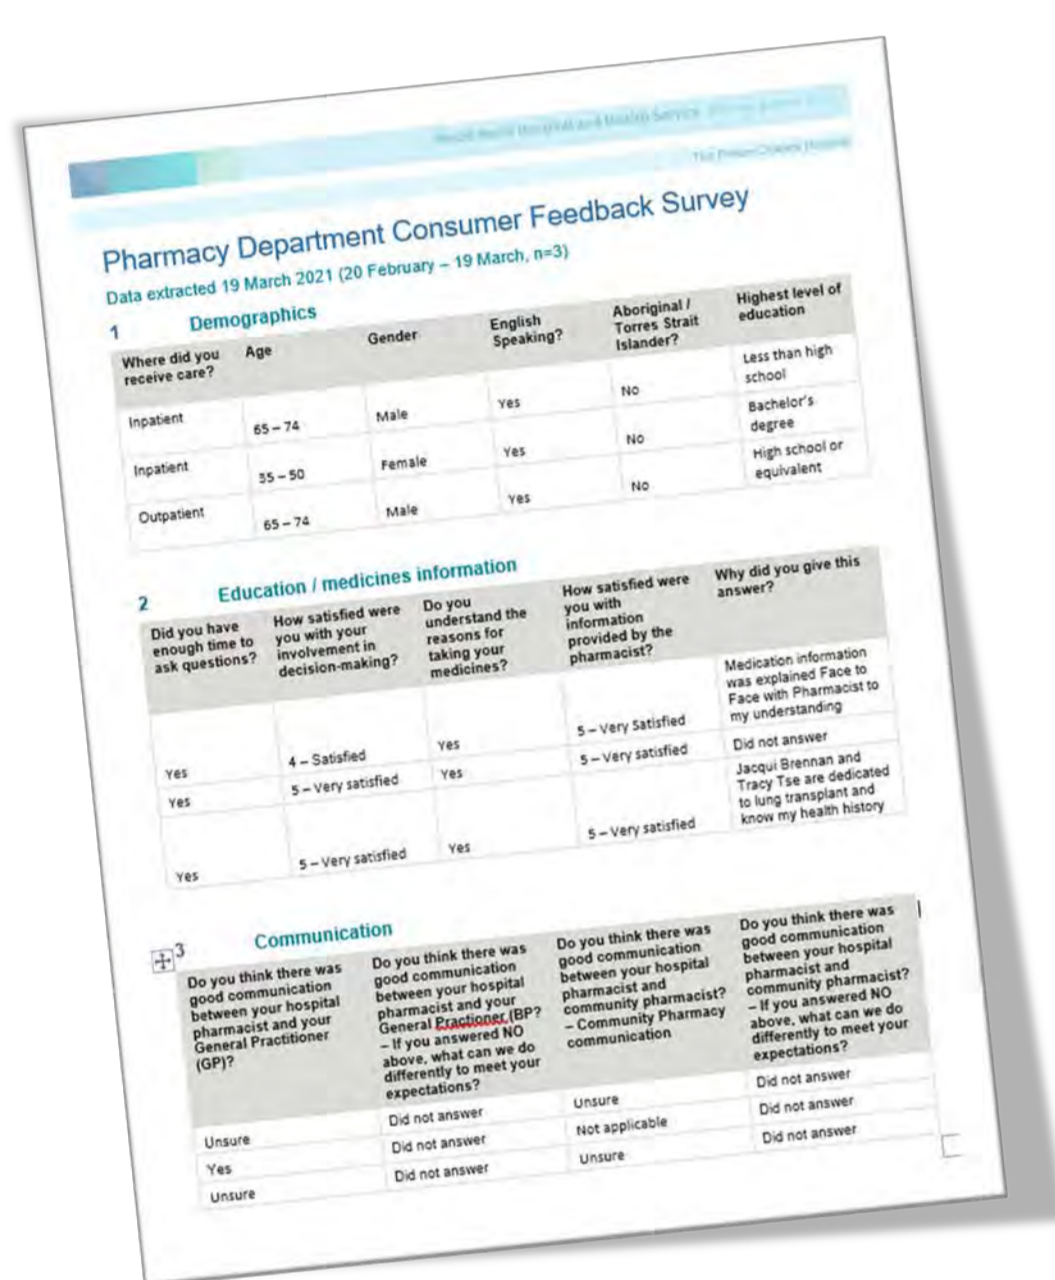 The Prince Charles Hospital
Pharmacy Department Consumer Feedback Survey
Data extracted 19 March 2021 (20 February – 19 March, n=3)
1 Demographics
Where did you
receive care?
Age
Gender
English
Speaking?
Aboriginal /
Torres Strait
Islander?
Highest level of
education
Inpatient
65 – 74
Male
Yes
No
Less than high
school
Inpatient
35 – 50
Female
Yes
No
Bachelor's
degree
Outpatient
65 – 74
Male
Yes
No
High school or
equivalent
2 Education / medicines information
Did you have
enough time to
ask questions?
How satisfied were
you with your
involvement in
decision-making?
Do you
understand the
reasons for
taking your
medicines?
How satisfied were
you with
information
provided by the
pharmacist?
Why did you give this
answer?
Yes
4 – Satisfied
Yes
5 – Very Satisfied
Medication information
was explained Face to
Face with Pharmacist to
my understanding
Yes
5 – Very satisfied
Yes
5 – Very satisfied
Did not answer
Yes
5 – Very satisfied
Yes
5 – Very satisfied
Jacqui Brennan and
Tracy Tse are dedicated
to lung transplant and
know my health history
3 Communication
Do you think there was
good communication
between your hospital
pharmacist and your
General Practitioner
(GP)?
Do you think there was
good communication
between your hospital
pharmacist and your
General Practioner (BP?
– If you answered NO
above, what can we do
differently to meet your
expectations?
Do you think there was
good communication
between your hospital
pharmacist and
community pharmacist?
– Community Pharmacy
communication
Do you think there was
good communication
between your hospital
pharmacist and
community pharmacist?
– If you answered NO
above, what can we do
differently to meet your
expectations?
Unsure
Did not answer
Unsure
Did not answer
Yes
Did not answer
Not applicable
Did not answer
Unsure
Did not answer
Unsure
Did not answer